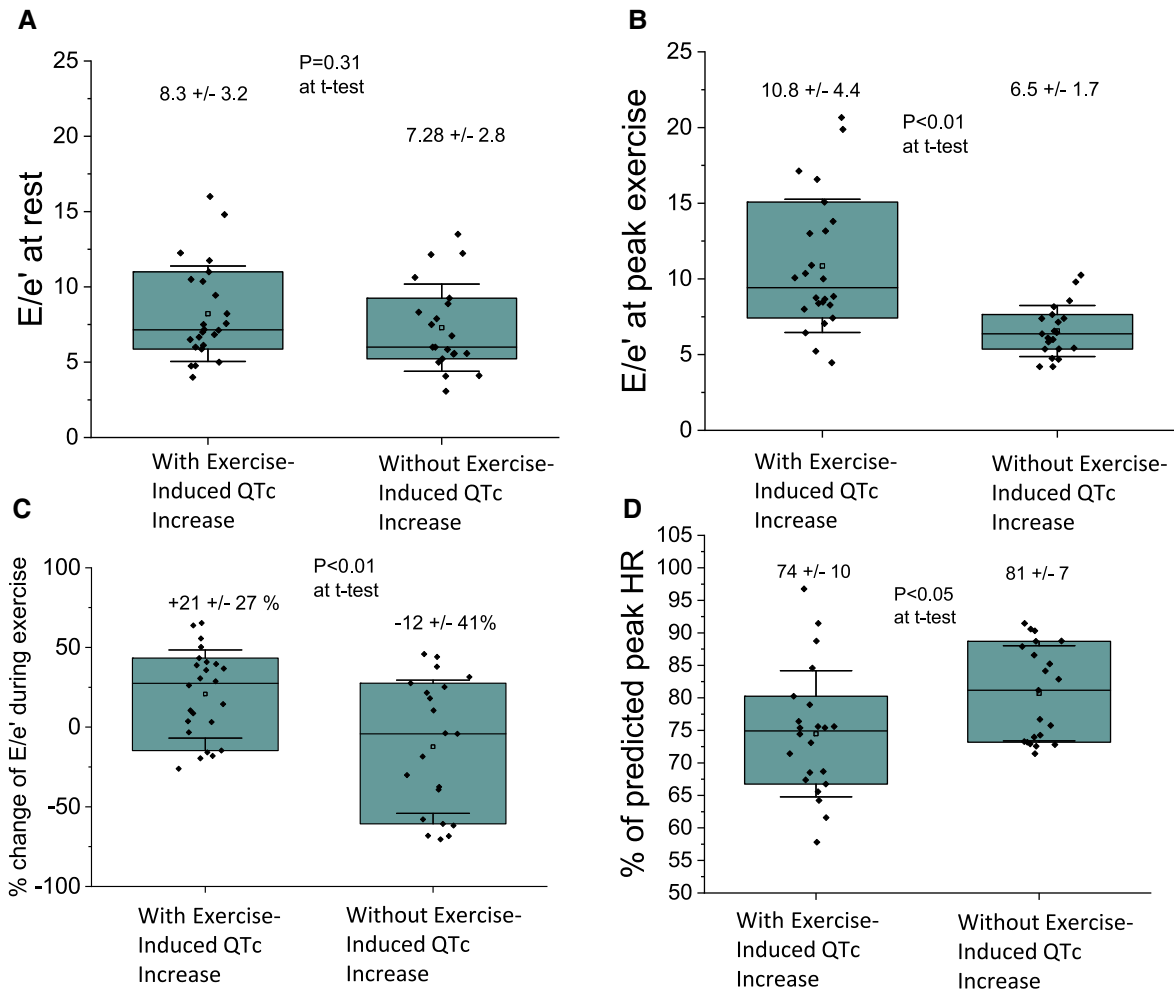 A
25
20
15
10
5
0
E/e' at rest
8.3 +/- 3.2
P=0.31
at t-test
7.28 +/- 2.8
With Exercise-
Induced QTc
Increase
Without Exercise-
Induced QTc
Increase
B
25
20
15
10
5
0
E/e' at peak exercise
10.8 +/- 4.4
P<0.01
at t-test
6.5 +/- 1.7
With Exercise-
Induced QTc
Increase
Without Exercise-
Induced QTc
Increase
C
100
50
0
-50
-100
% change of E/e' during exercise
+21 +/- 27 %
P<0.01
at t-test
-12 +/- 41%
With Exercise-
Induced QTc
Increase
Without Exercise-
Induced QTc
Increase
D
105
100
95
90
85
80
75
70
65
60
55
50
% of predicted peak HR
74 +/- 10
P<0.05
at t-test
81 +/- 7
With Exercise-
Induced QTc
Increase
Without Exercise-
Induced QTc
Increase